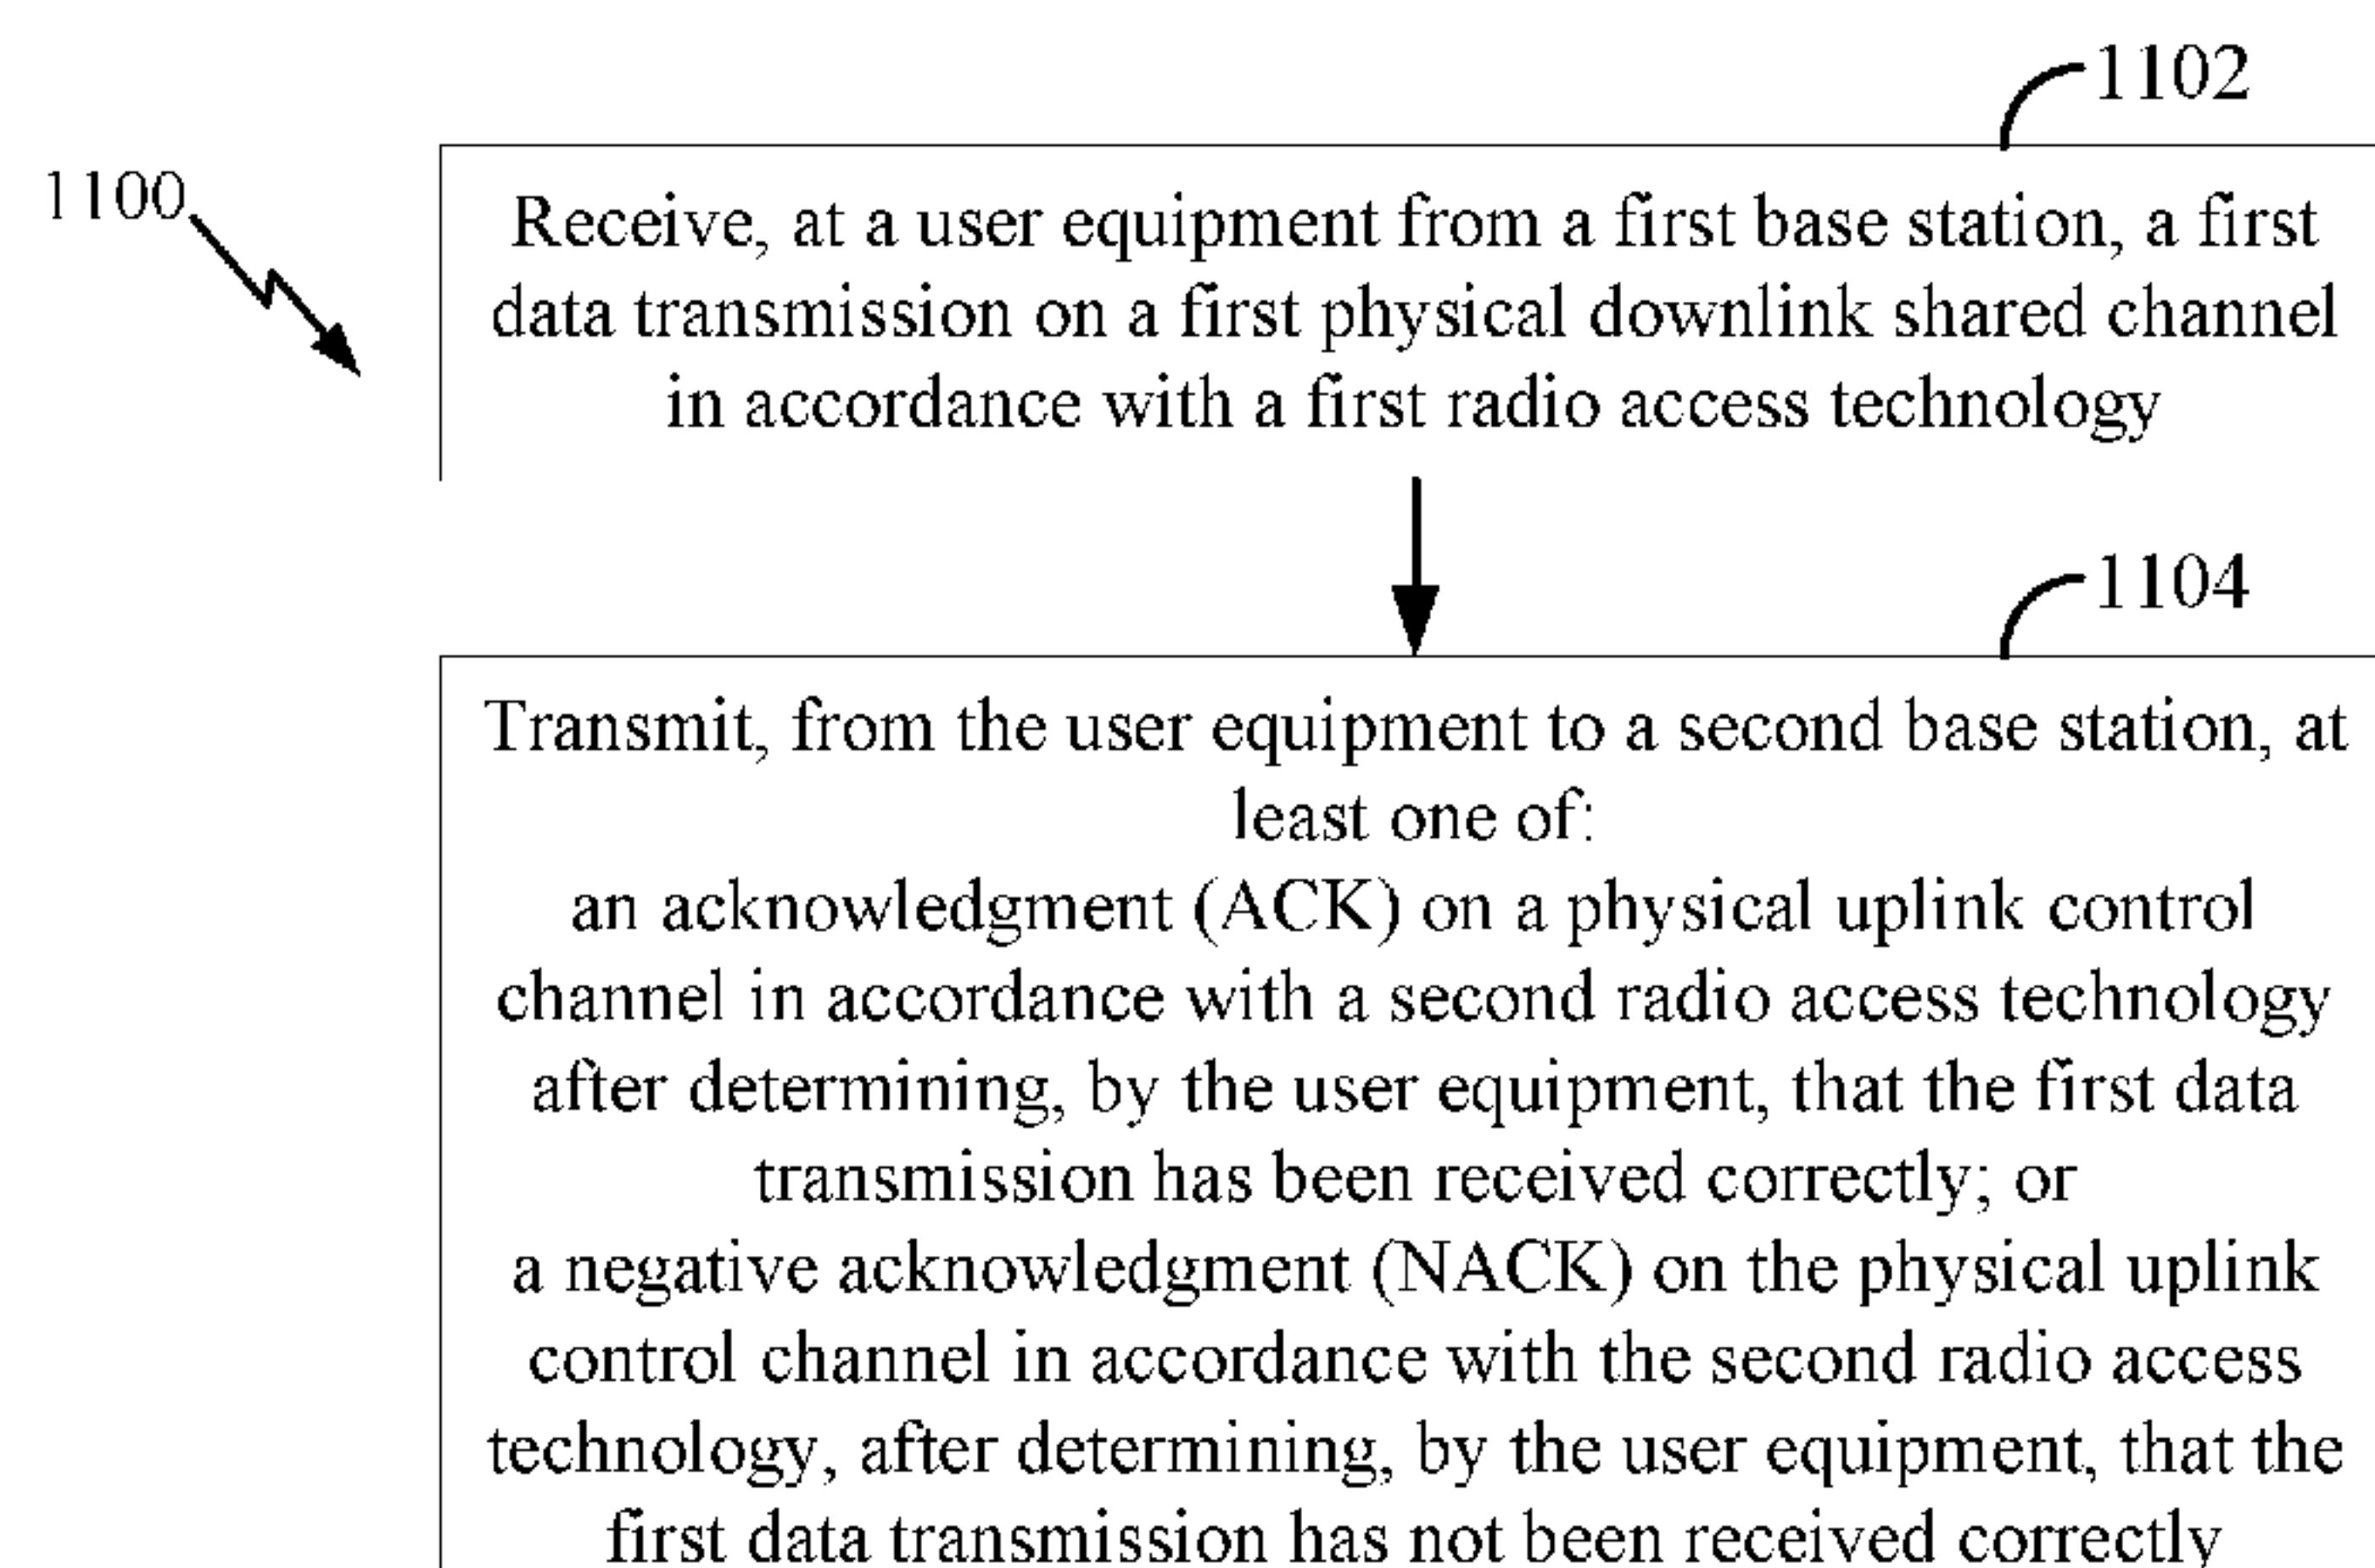 1102
1100
Receive, at a user equipment from a first base station, a first
data transmission on a first physical downlink shared channel
in accordance with a first radio access technology
1104
Transmit, from the user equipment to a second base station, at
least one of:
an acknowledgment (ACK) on a physical uplink control
channel in accordance with a second radio access technology
after determining, by the user equipment, that the first data
transmission has been received correctly; or
a negative acknowledgment (NACK) on the physical uplink
control channel in accordance with the second radio access
technology, after determining, by the user equipment, that the
first data transmission has not been received correctly